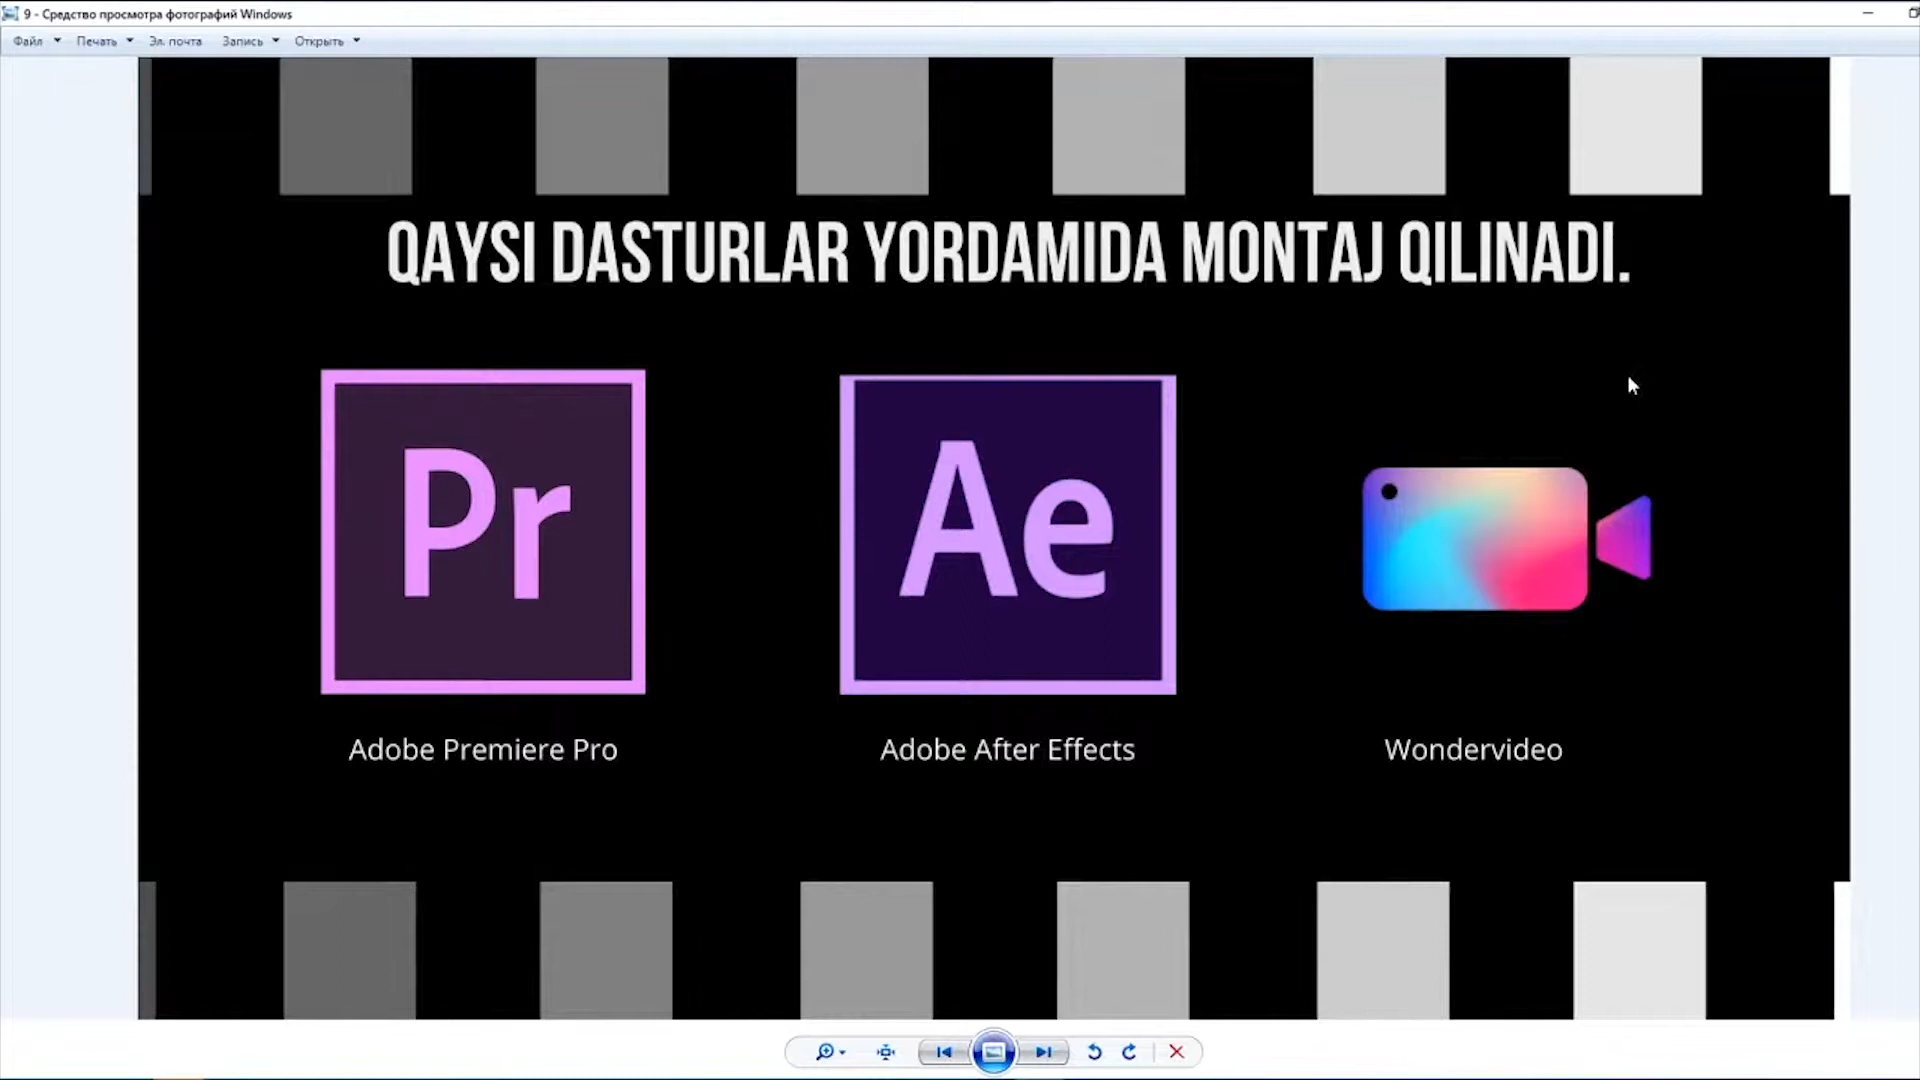 9 - Средство просмотра фотографий Windows
Файл Печать Эл. почта Запись Открыть
QAYSI DASTURLAR YORDAMIDA MONTAJ QILINADI.
Pr Ae
Adobe Premiere Pro Adobe After Effects Wondervideo